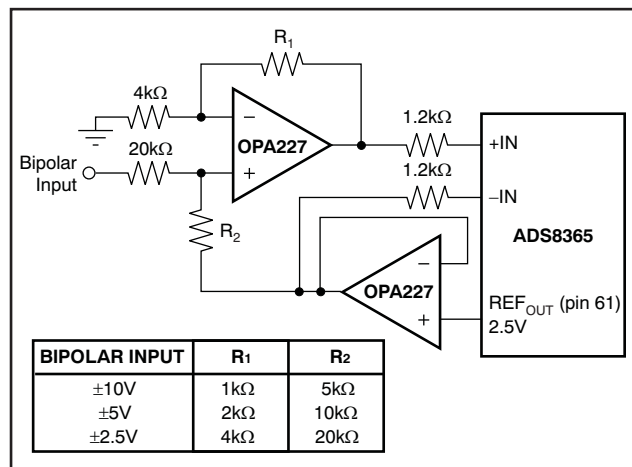 R1
4kΩ
−
OPA227
+
20kΩ
Bipolar
Input
R2
1.2kΩ
+IN
1.2kΩ
−IN
ADS8365
−
OPA227
+
REFOUT (pin 61)
2.5V
BIPOLAR INPUT R1 R2
±10V 1kΩ 5kΩ
±5V 2kΩ 10kΩ
±2.5V 4kΩ 20kΩ